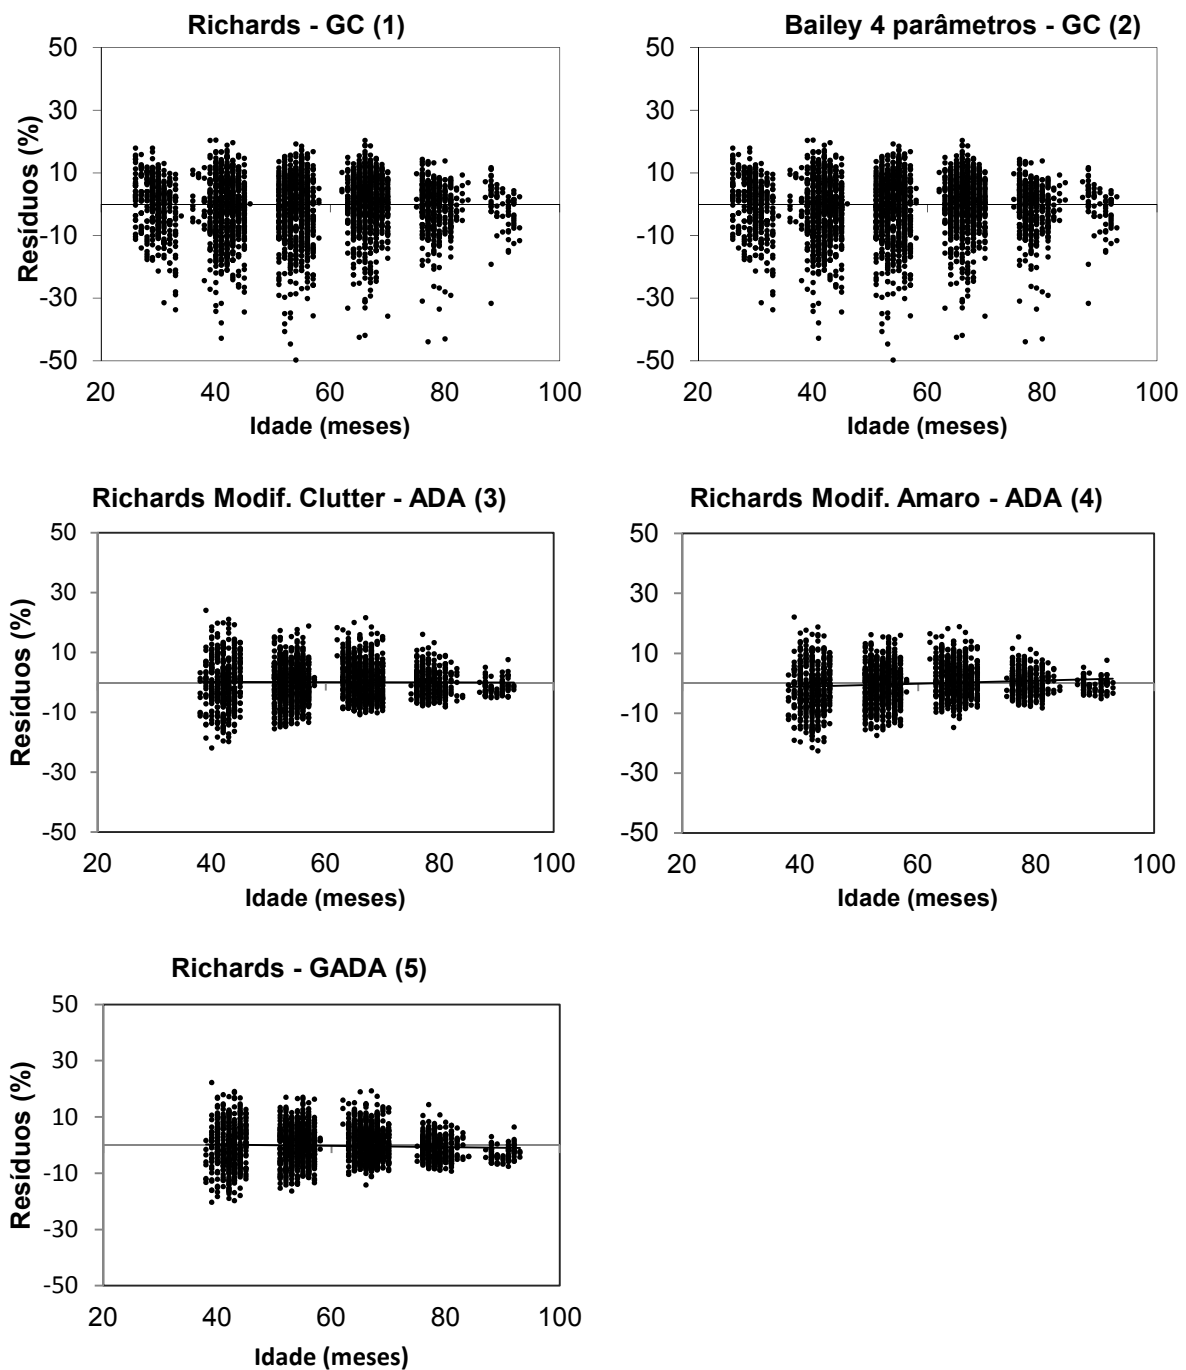 Richards - GC (1)
50
30
10
-10
-30
-50
Resíduos (%)
20 40 60 80 100
Idade (meses)
Bailey 4 parâmetros - GC (2)
50
30
10
-10
-30
-50
20 40 60 80 100
Idade (meses)
Richards Modif. Clutter - ADA (3)
50
30
10
-10
-30
-50
Resíduos (%)
20 40 60 80 100
Idade (meses)
Richards Modif. Amaro - ADA (4)
50
30
10
-10
-30
-50
20 40 60 80 100
Idade (meses)
Richards - GADA (5)
50
30
10
-10
-30
-50
Resíduos (%)
20 40 60 80 100
Idade (meses)